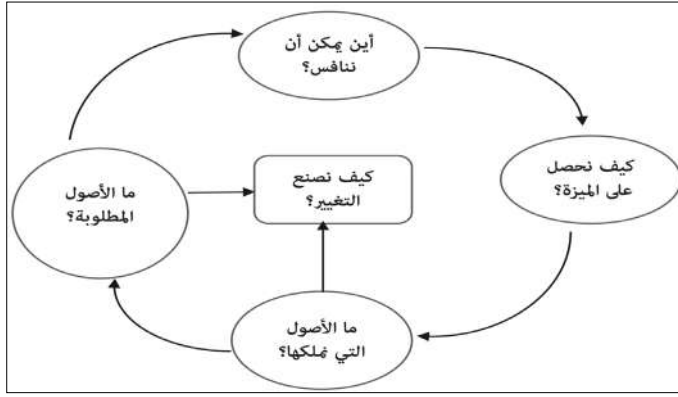 أين يمكن أن
ننافس؟
كيف نحصل
على الميزة؟
ما الأصول
التي نملكها؟
ما الأصول
المطلوبة؟
كيف نصنع
التغيير؟